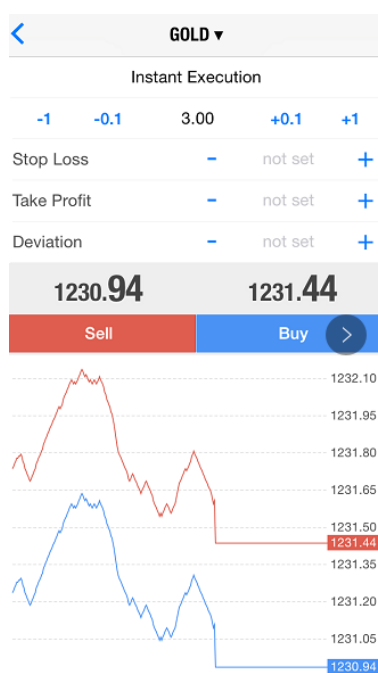 GOLD ▾
Instant Execution
-1 -0.1 3.00 +0.1 +1
Stop Loss - not set +
Take Profit - not set +
Deviation - not set +
1230.94 1231.44
Sell Buy >
1232.10
1231.95
1231.80
1231.65
1231.50
1231.44
1231.35
1231.20
1231.05
1230.94